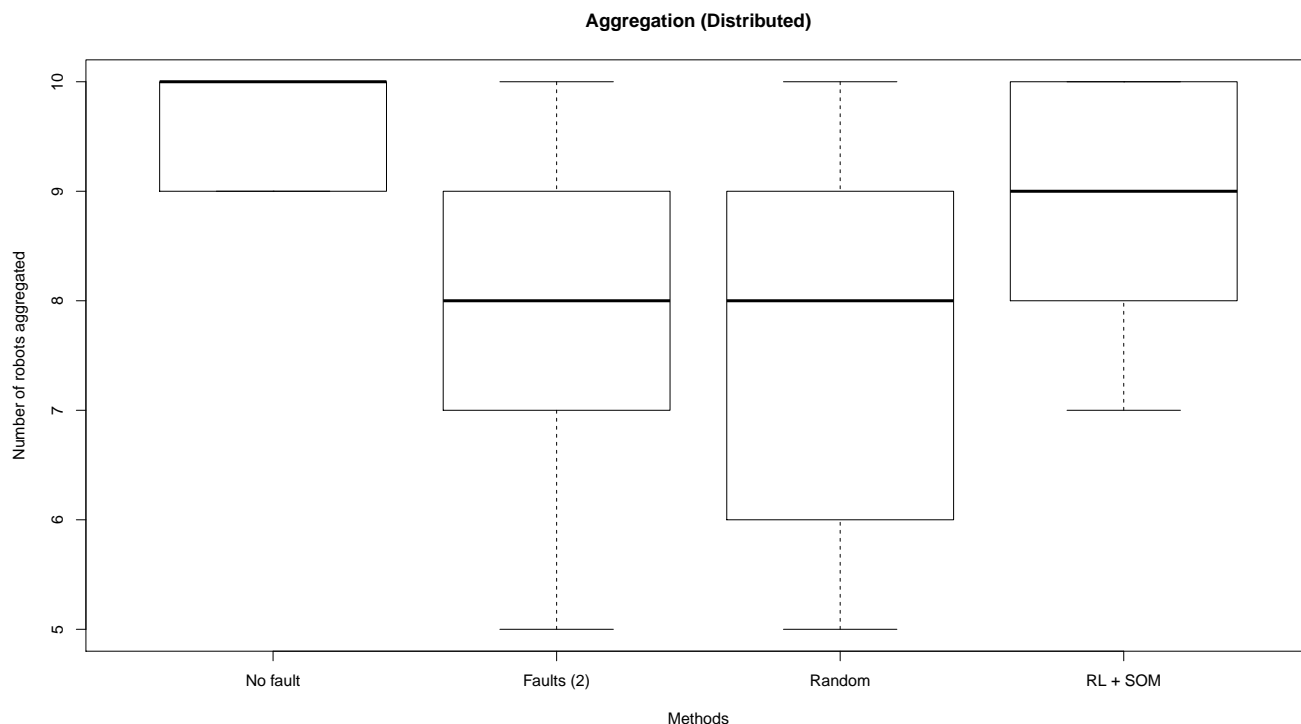 Aggregation (Distributed)
Number of robots aggregated
10
9
8
7
6
5
No fault
Faults (2)
Random
RL + SOM
Methods